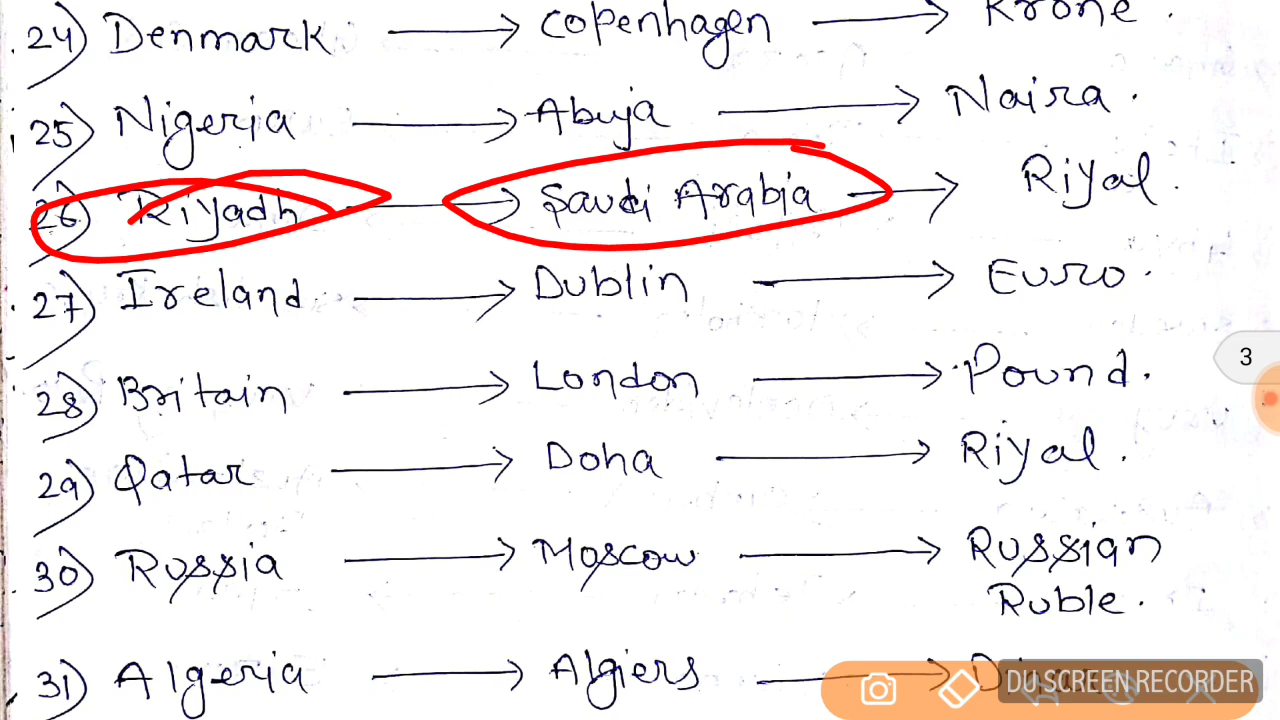 24) Denmark → Copenhagen → Krone.
25) Nigeria → Abuja → Naira.
26) Riyadh → Saudi Arabia → Riyal.
27) Ireland → Dublin → Euro.
28) Britain → London → Pound.
29) Qatar → Doha → Riyal.
30) Russia → Moscow → Russian
Ruble.
31) Algeria → Algiers →
3
DU SCREEN RECORDER